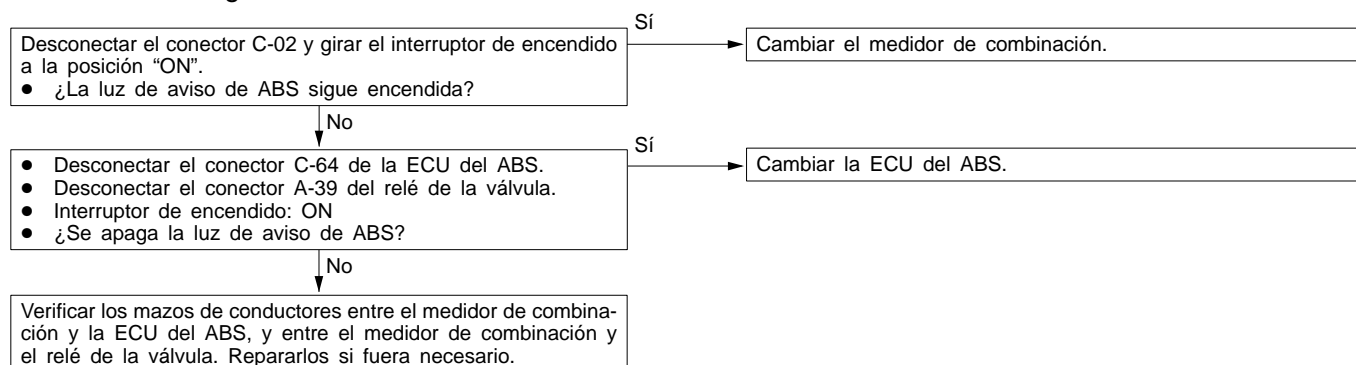 Sí
Desconectar el conector C-02 y girar el interruptor de encendido
a la posición “ON”.
● ¿La luz de aviso de ABS sigue encendida?
Cambiar el medidor de combinación.
No
Sí
● Desconectar el conector C-64 de la ECU del ABS.
● Desconectar el conector A-39 del relé de la válvula.
● Interruptor de encendido: ON
● ¿Se apaga la luz de aviso de ABS?
Cambiar la ECU del ABS.
No
Verificar los mazos de conductores entre el medidor de combina-
ción y la ECU del ABS, y entre el medidor de combinación y
el relé de la válvula. Repararlos si fuera necesario.